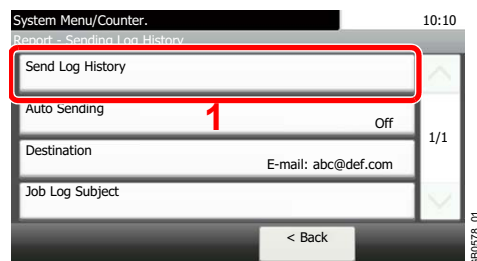 System Menu/Counter.
10:10
Report - Sending Log History
Send Log History
Auto Sending
Off
1
1/1
Destination
E-mail: abc@def.com
Job Log Subject
< Back